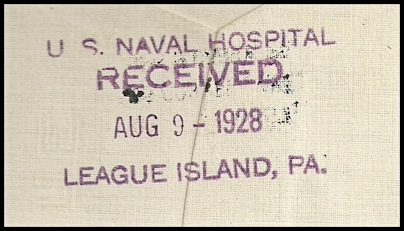 U. S. NAVAL HOSPITAL
RECEIVED
AUG 9 - 1928
LEAGUE ISLAND, PA.